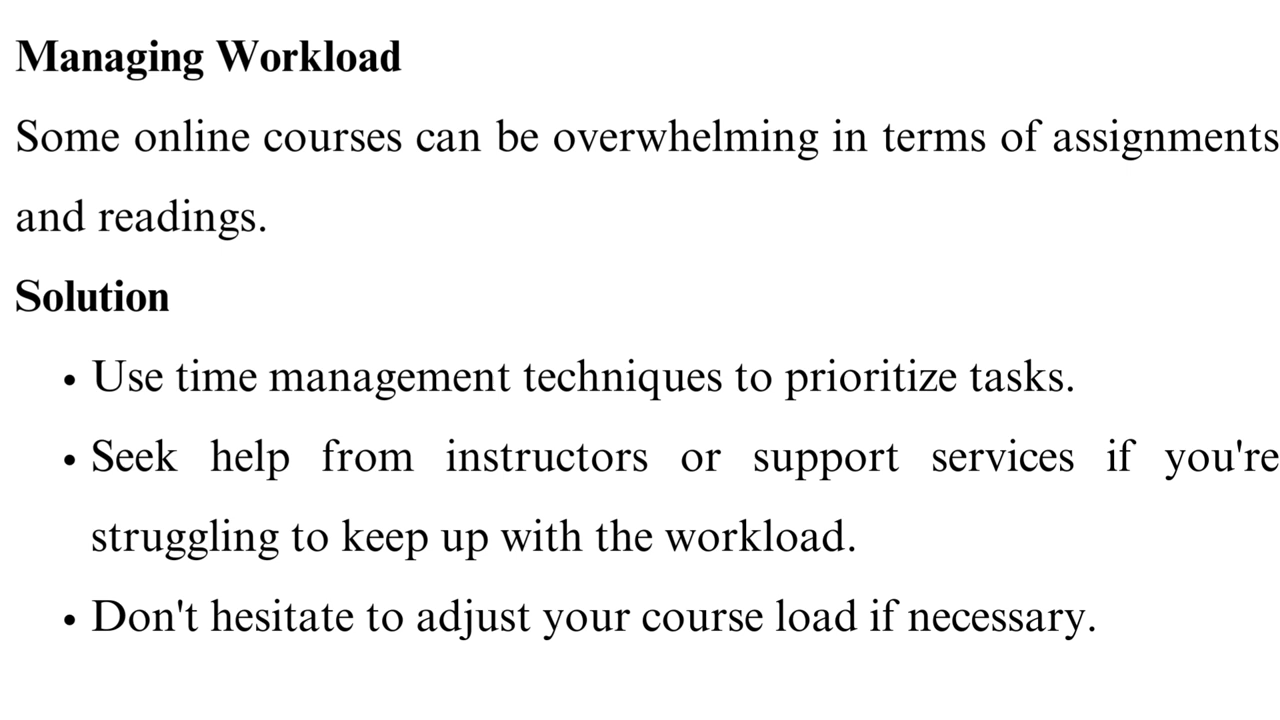 Managing Workload
Some online courses can be overwhelming in terms of assignments
and readings.
Solution
• Use time management techniques to prioritize tasks.
• Seek help from instructors or support services if you're
struggling to keep up with the workload.
• Don't hesitate to adjust your course load if necessary.